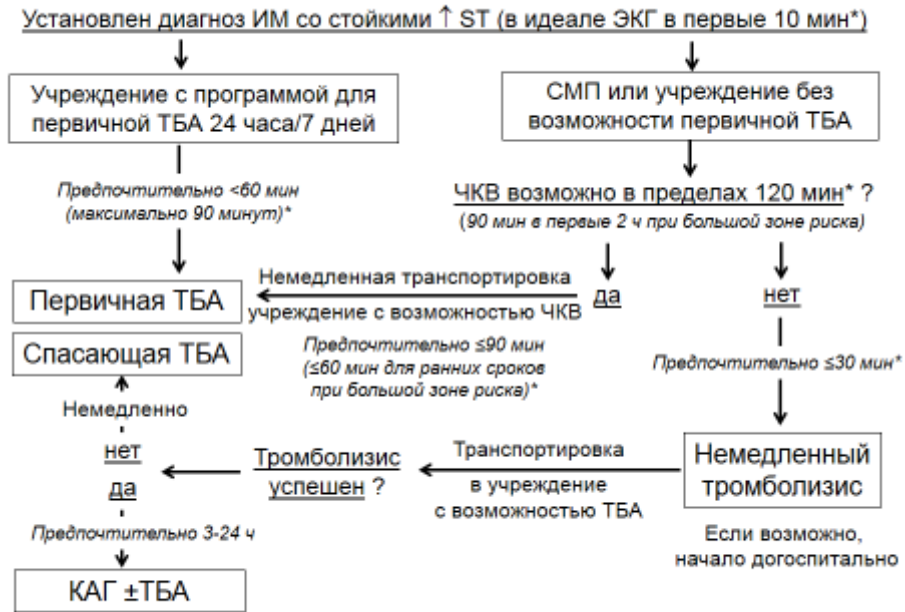 Установлен диагноз ИМ со стойкими ↑ ST (в идеале ЭКГ в первые 10 мин*)
Учреждение с программой для
первичной ТБА 24 часа/7 дней
СМП или учреждение без
возможности первичной ТБА
Предпочтительно <60 мин
(максимально 90 минут)*
ЧКВ возможно в пределах 120 мин* ?
(90 мин в первые 2 ч при большой зоне риска)
Первичная ТБА
Немедленная транспортировка
учреждение с возможностью ЧКВ
да
нет
Спасающая ТБА
Предпочтительно ≤90 мин
(≤60 мин для ранних сроков
при большой зоне риска)*
Предпочтительно ≤30 мин*
Немедленно
нет
да
Тромболизис
успешен ?
Транспортировка
в учреждение
с возможностью ТБА
Немедленный
тромболизис
Предпочтительно 3-24 ч
Если возможно,
начало догоспитально
КАГ ±ТБА